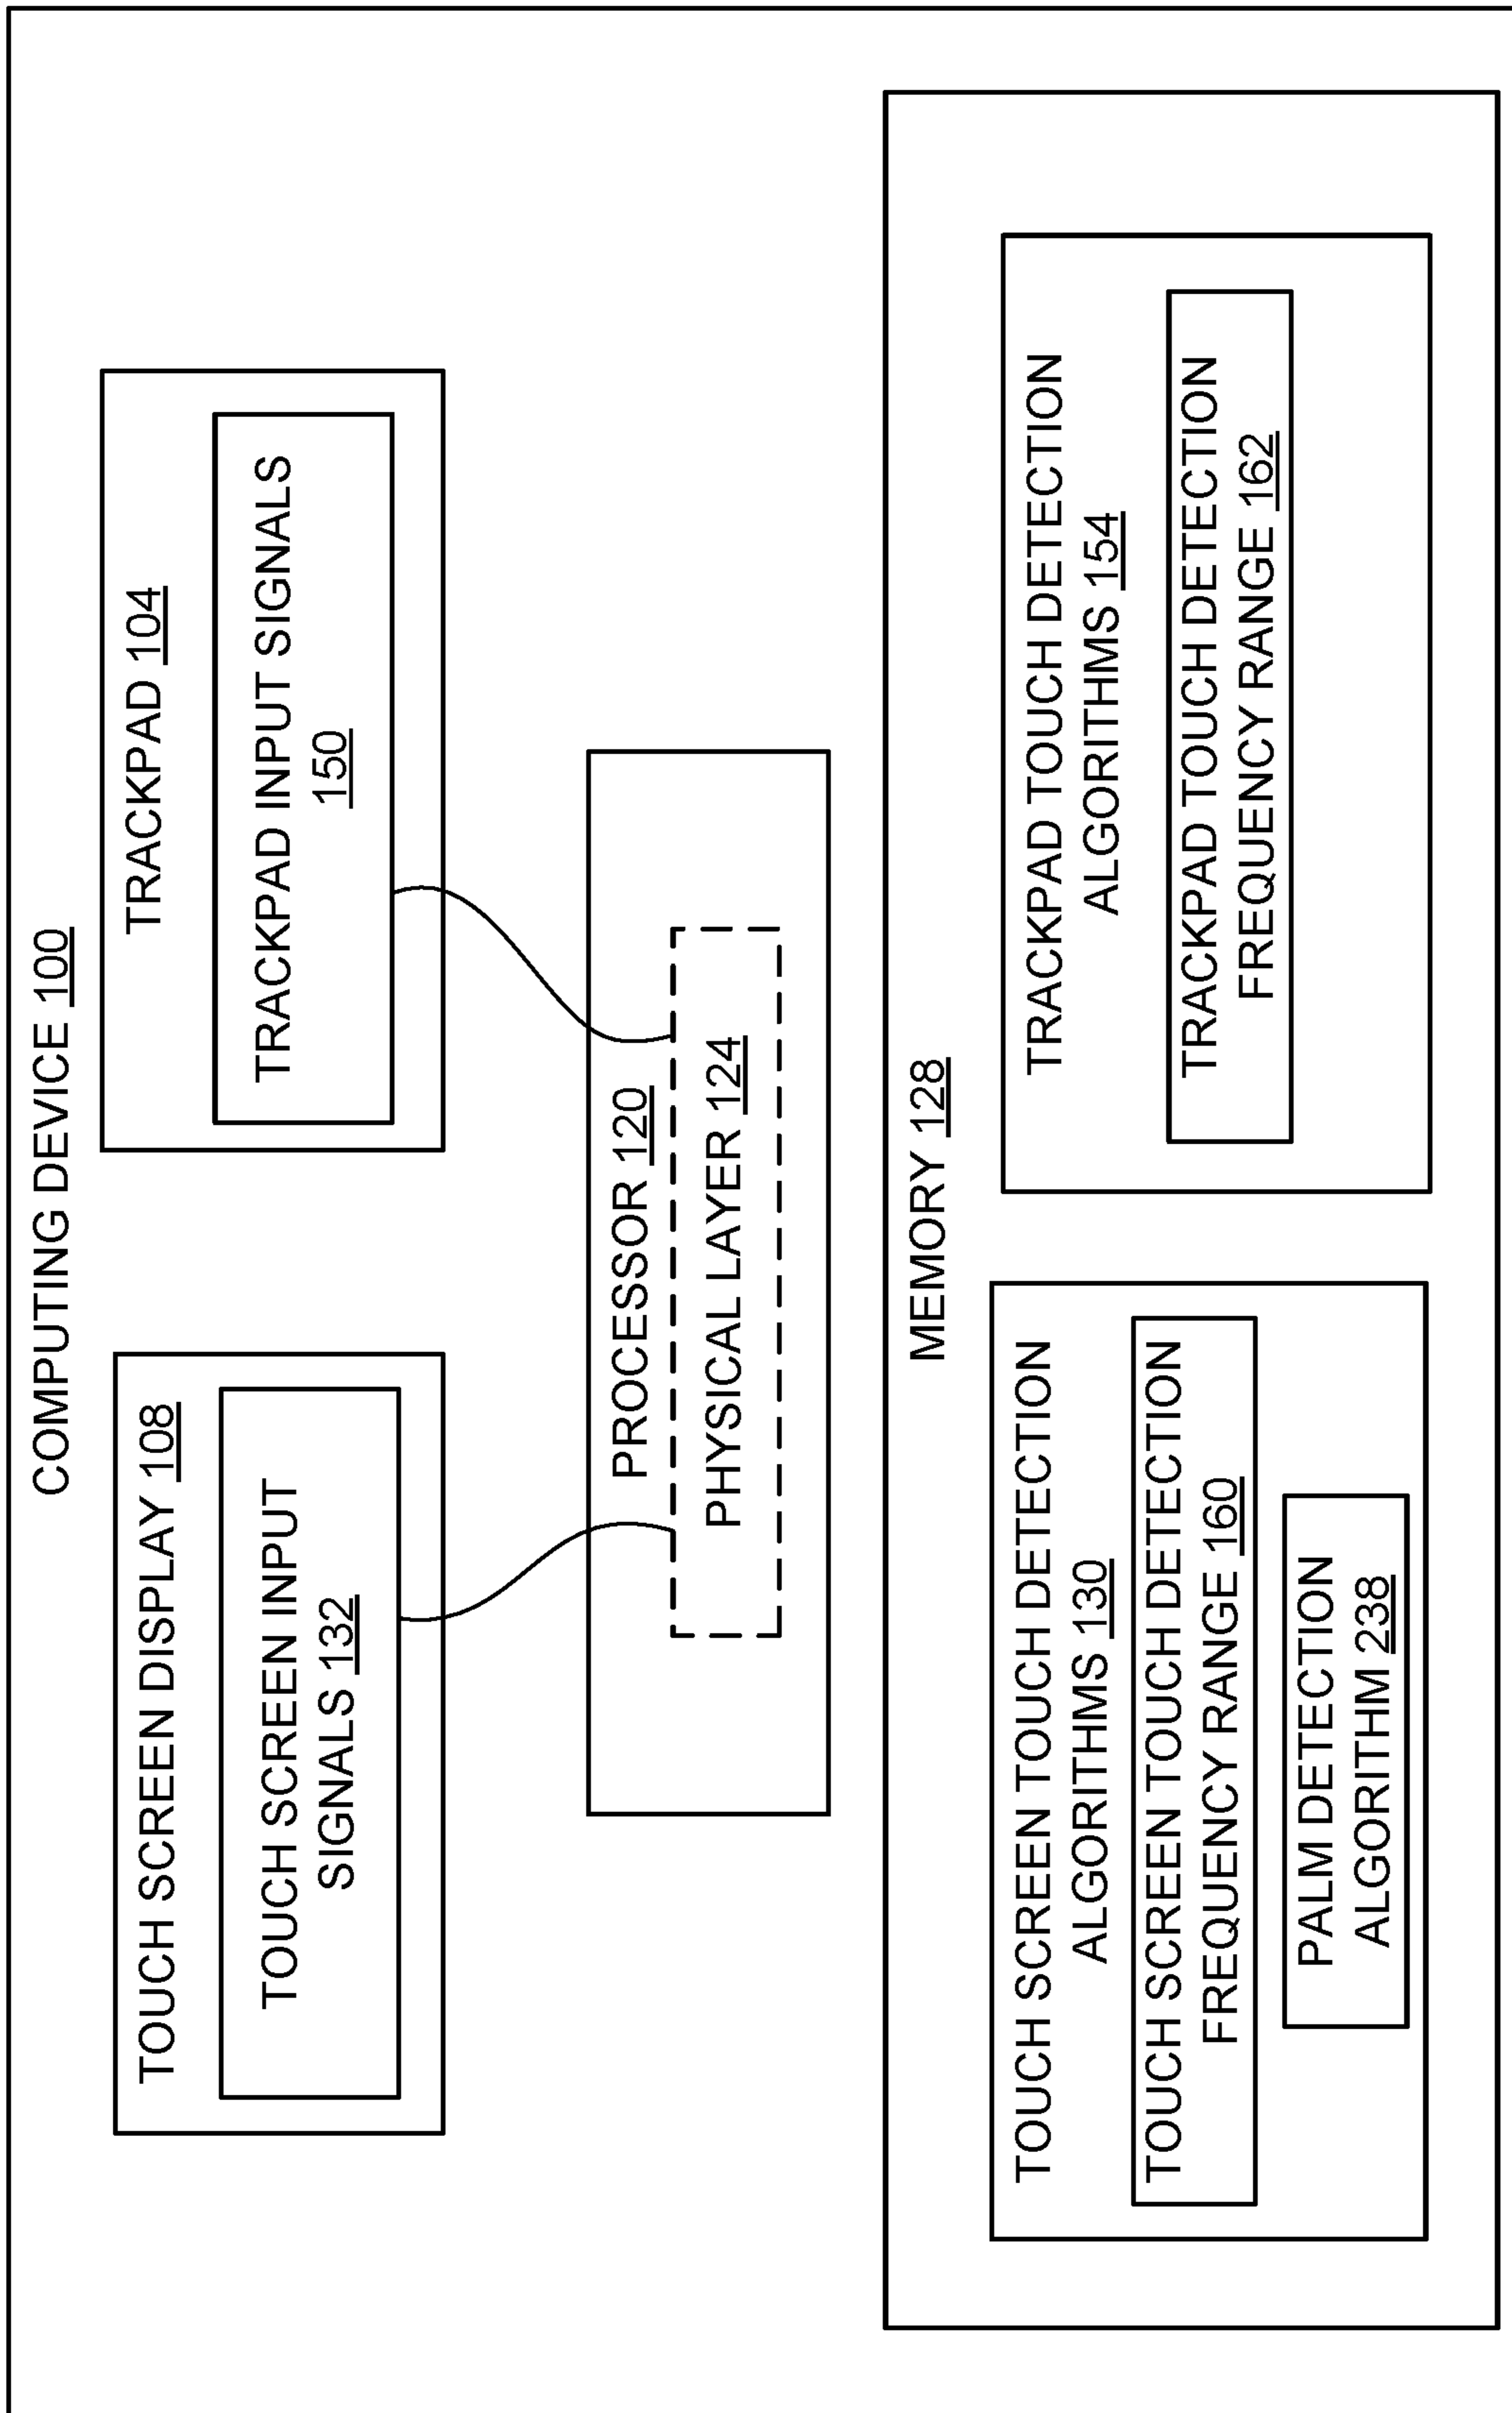 COMPUTING DEVICE 100
TOUCH SCREEN DISPLAY 108
TOUCH SCREEN INPUT
SIGNALS 132
TRACKPAD 104
TRACKPAD INPUT SIGNALS
150
PROCESSOR 120
PHYSICAL LAYER 124
MEMORY 128
TOUCH SCREEN TOUCH DETECTION
ALGORITHMS 130
TOUCH SCREEN TOUCH DETECTION
FREQUENCY RANGE 160
PALM DETECTION
ALGORITHM 238
TRACKPAD TOUCH DETECTION
ALGORITHMS 154
TRACKPAD TOUCH DETECTION
FREQUENCY RANGE 162